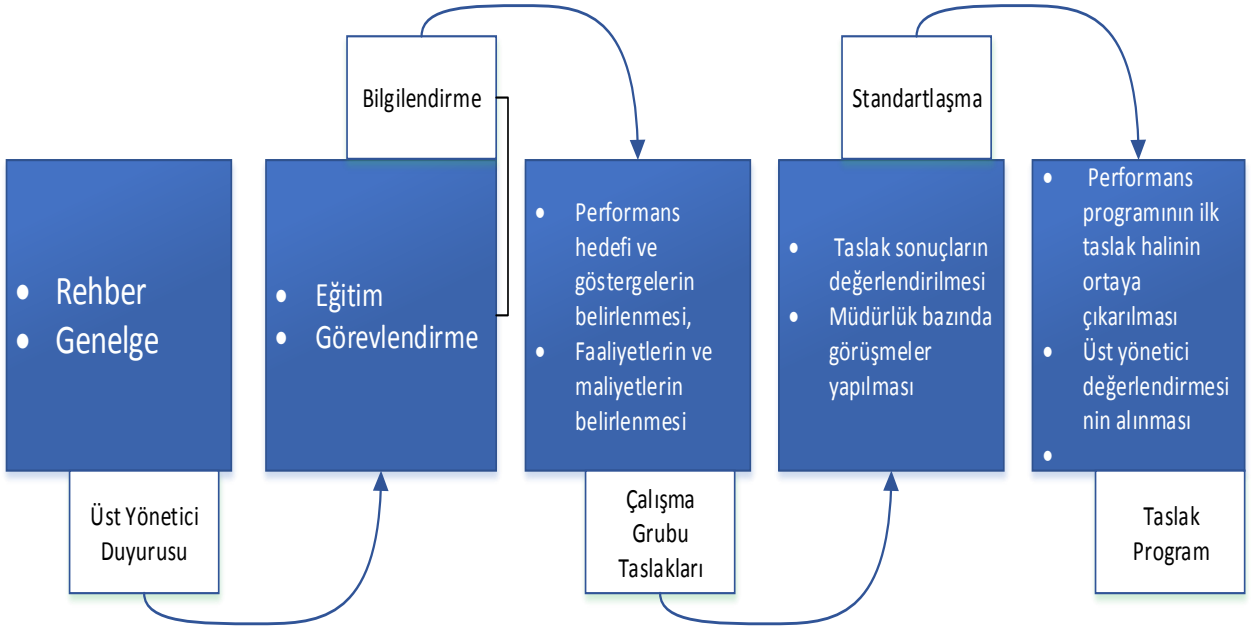 • Rehber
• Genelge
Üst Yönetici
Duyurusu
Bilgilendirme
• Eğitim
• Görevlendirme
• Performans
hedefi ve
göstergelerin
belirlenmesi,
• Faaliyetlerin ve
maliyetlerin
belirlenmesi
Çalışma
Grubu
Taslakları
Standartlaşma
• Taslak sonuçların
değerlendirilmesi
• Müdürlük bazında
görüşmeler
yapılması
• Performans
programının ilk
taslak halinin
ortaya
çıkarılması
• Üst yönetici
değerlendirmesi
nin alınması
•
Taslak
Program